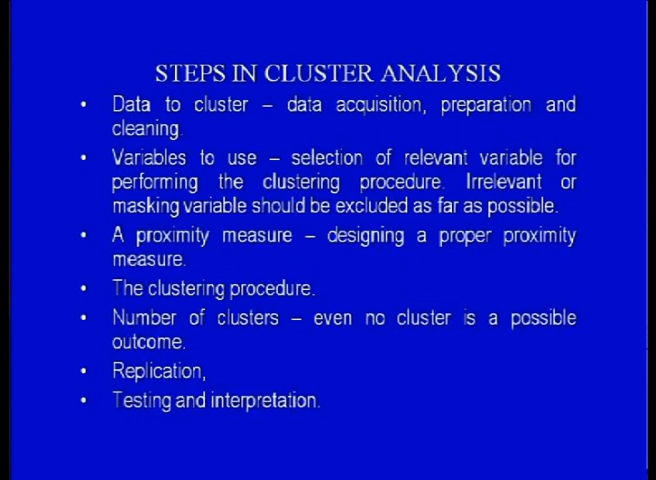 STEPS IN CLUSTER ANALYSIS
• Data to cluster – data acquisition, preparation and
cleaning.
• Variables to use – selection of relevant variable for
performing the clustering procedure. Irrelevant or
masking variable should be excluded as far as possible.
• A proximity measure – designing a proper proximity
measure.
• The clustering procedure.
• Number of clusters – even no cluster is a possible
outcome.
• Replication,
• Testing and interpretation.